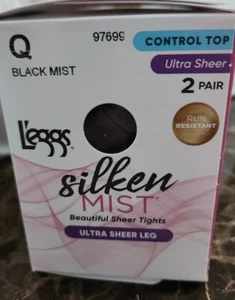 Q
97699
CONTROL TOP
BLACK MIST
Ultra Sheer
2 PAIR
RUN
RESISTANT
L'eggs®
silken
MIST®
Beautiful Sheer Tights
ULTRA SHEER LEG